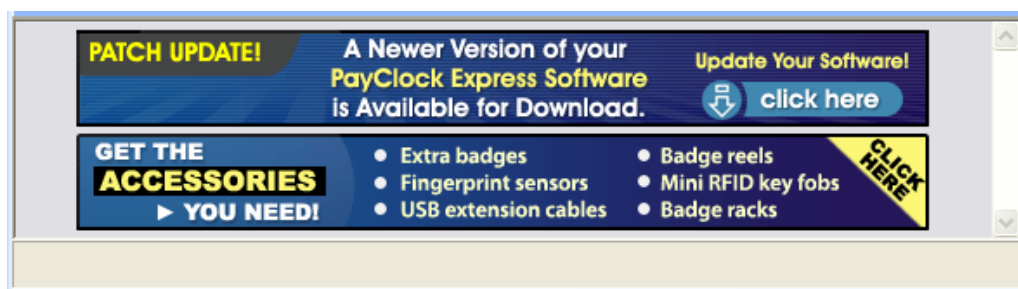 PATCH UPDATE!
A Newer Version of your
PayClock Express Software
is Available for Download.
Update Your Software!
click here
GET THE
ACCESSORIES
► YOU NEED!
• Extra badges
• Fingerprint sensors
• USB extension cables
• Badge reels
• Mini RFID key fobs
• Badge racks
CLICK
HERE